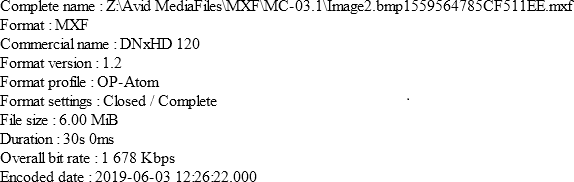 Complete name : Z:\Avid MediaFiles\MXF\MC-03.1\Image2.bmp1559564785CF511EE.mxf
Format : MXF
Commercial name : DNxHD 120
Format version : 1.2
Format profile : OP-Atom
Format settings : Closed / Complete
File size : 6.00 MiB
Duration : 30s 0ms
Overall bit rate : 1 678 Kbps
Encoded date : 2019-06-03 12:26:22.000